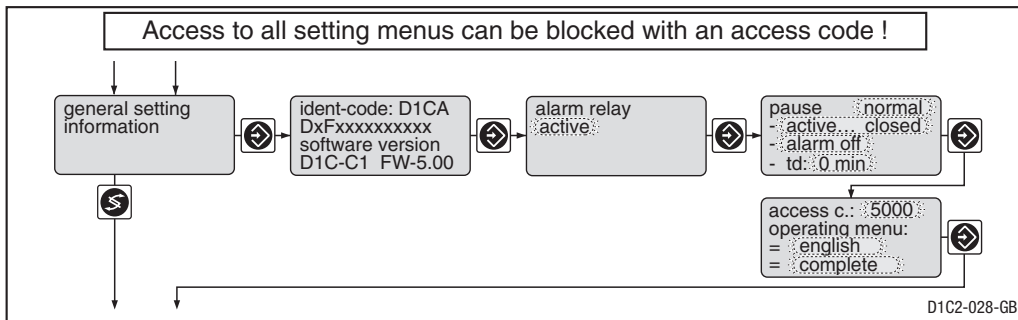 Access to all setting menus can be blocked with an access code !
general setting
information
ident-code: D1CA
DxFxxxxxxxxxx
software version
D1C-C1 FW-5.00
alarm relay
active
pause normal
- active... closed
- alarm off
- td: 0 min
access c.: 5000
operating menu:
= english
= complete
D1C2-028-GB